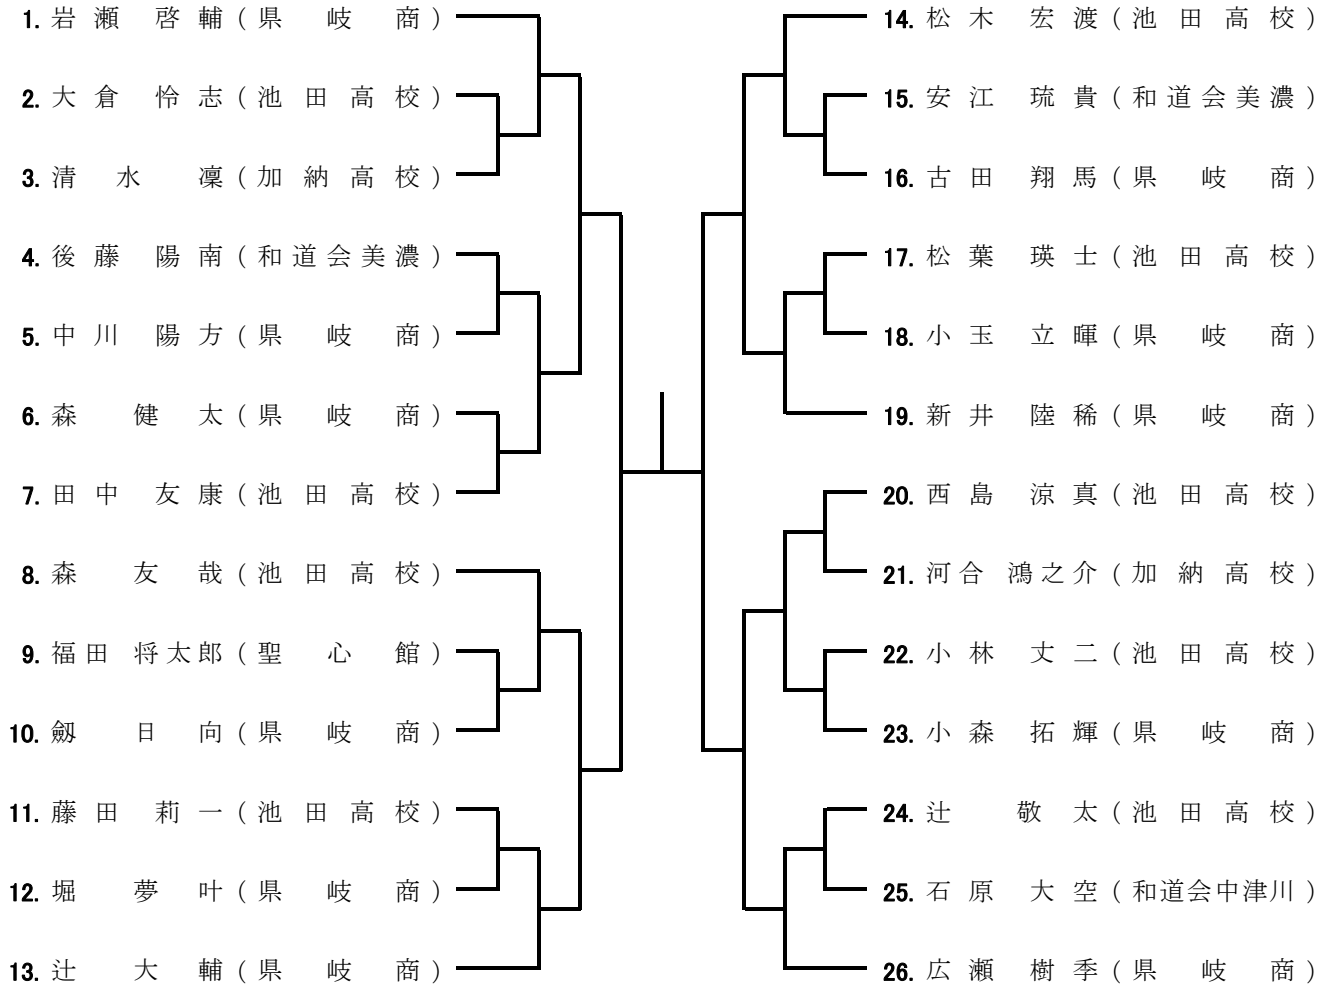 1. 岩瀬 啓輔 (県岐商)
2. 大倉 怜志 (池田高校)
3. 清水 凜 (加納高校)
4. 後藤 陽南 (和道会美濃)
5. 中川 陽方 (県岐商)
6. 森 健太 (県岐商)
7. 田中 友康 (池田高校)
8. 森 友哉 (池田高校)
9. 福田 将太郎 (聖心館)
10. 劔 日向 (県岐商)
11. 藤田 莉一 (池田高校)
12. 堀 夢叶 (県岐商)
13. 辻 大輔 (県岐商)
14. 松木 宏渡 (池田高校)
15. 安江 琉貴 (和道会美濃)
16. 古田 翔馬 (県岐商)
17. 松葉 瑛士 (池田高校)
18. 小玉 立暉 (県岐商)
19. 新井 陸稀 (県岐商)
20. 西島 涼真 (池田高校)
21. 河合 鴻之介 (加納高校)
22. 小林 丈二 (池田高校)
23. 小森 拓輝 (県岐商)
24. 辻 敬太 (池田高校)
25. 石原 大空 (和道会中津川)
26. 広瀬 樹季 (県岐商)